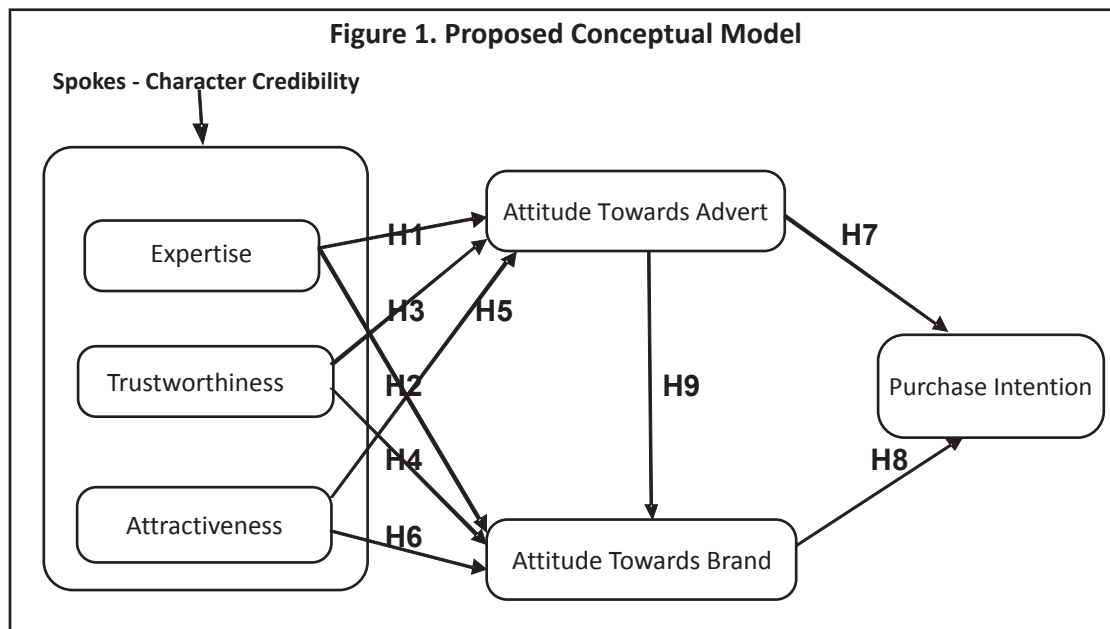 Figure 1. Proposed Conceptual Model
Spokes - Character Credibility
Expertise
Trustworthiness
Attractiveness
H1
H3
H5
H2
H4
H6
Attitude Towards Advert
H9
Attitude Towards Brand
H7
H8
Purchase Intention